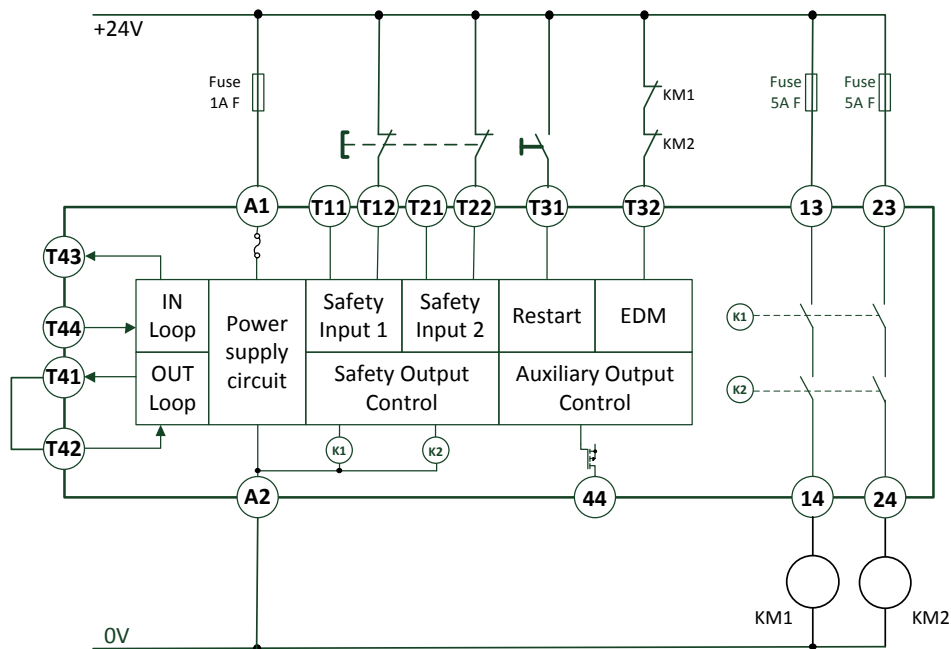 +24V
Fuse
1A F
KM1
KM2
Fuse
5A F
Fuse
5A F
A1
T11
T12
T21
T22
T31
T32
13
23
T43
T44
T41
T42
IN
Loop
Power
supply
circuit
Safety
Input 1
Safety
Input 2
Restart
EDM
OUT
Loop
Safety Output
Control
Auxiliary Output
Control
K1
K2
K1
K2
A2
44
14
24
KM1
KM2
0V